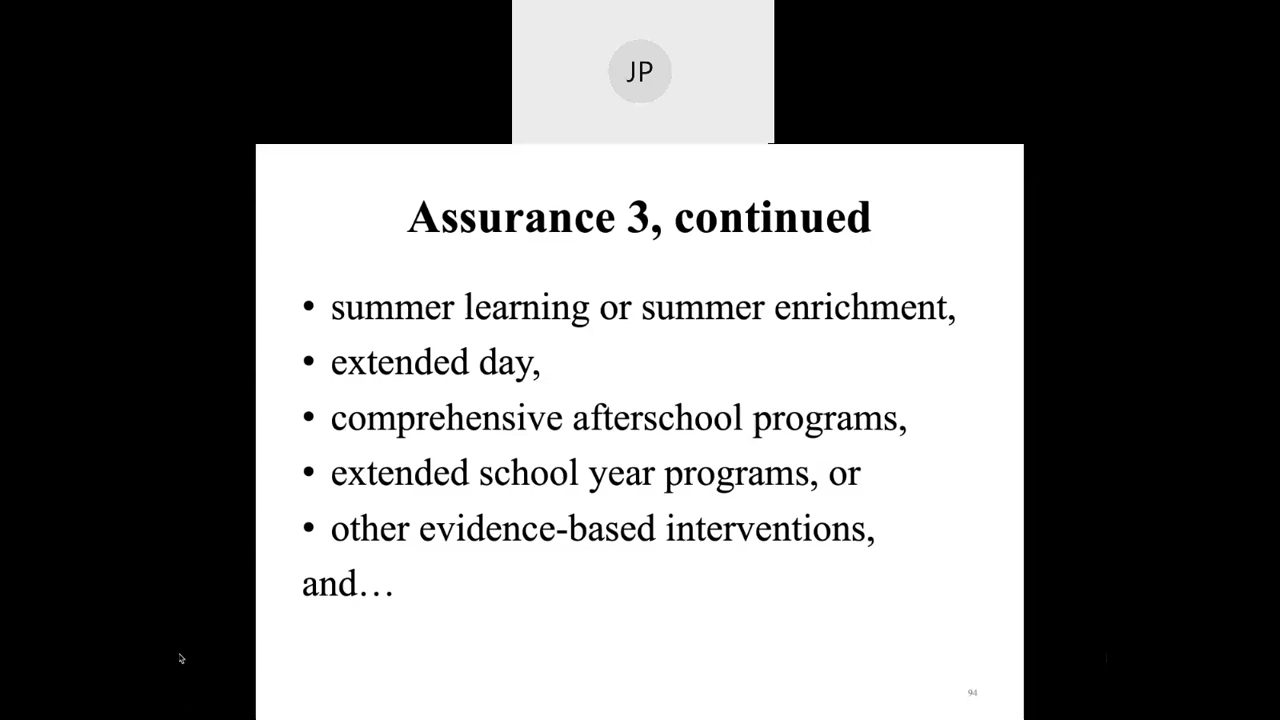 JP
Assurance 3, continued
• summer learning or summer enrichment,
• extended day,
• comprehensive afterschool programs,
• extended school year programs, or
• other evidence-based interventions,
and…
94